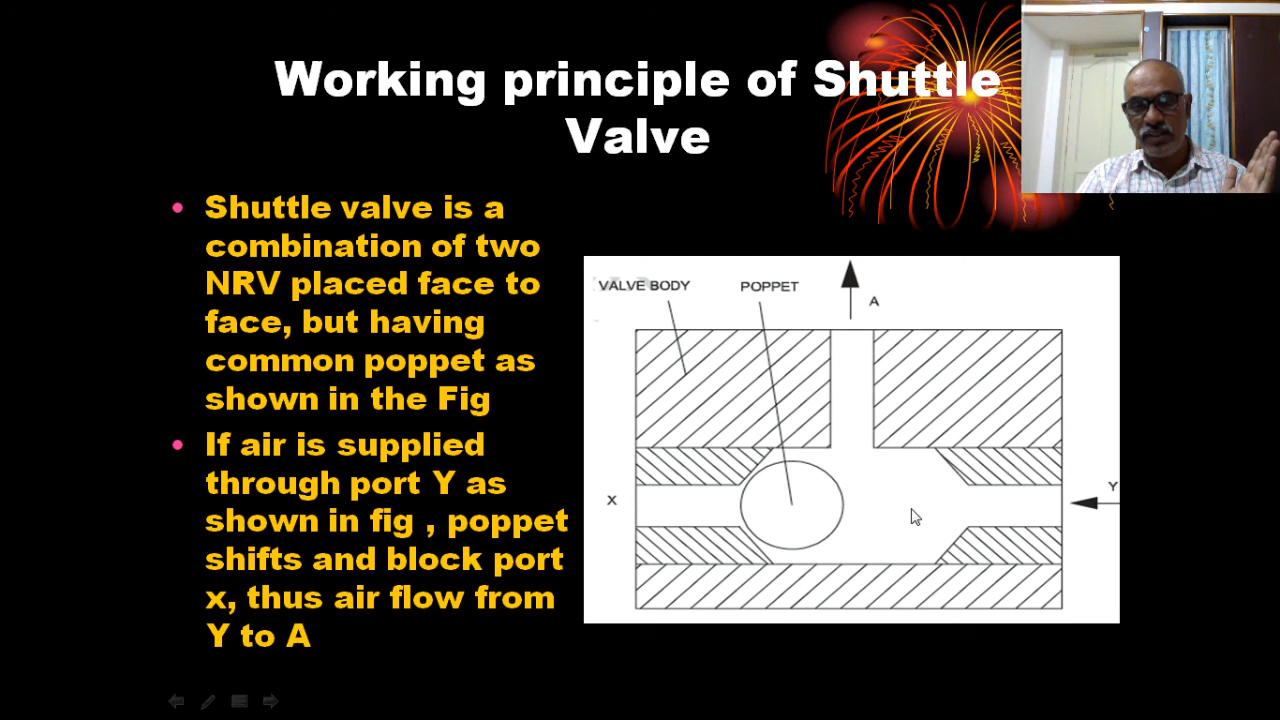 Working principle of Shuttle
Valve
• Shuttle valve is a
combination of two
NRV placed face to
face, but having
common poppet as
shown in the Fig
• If air is supplied
through port Y as
shown in fig , poppet
shifts and block port
x, thus air flow from
Y to A
VALVE BODY
POPPET
A
X
Y